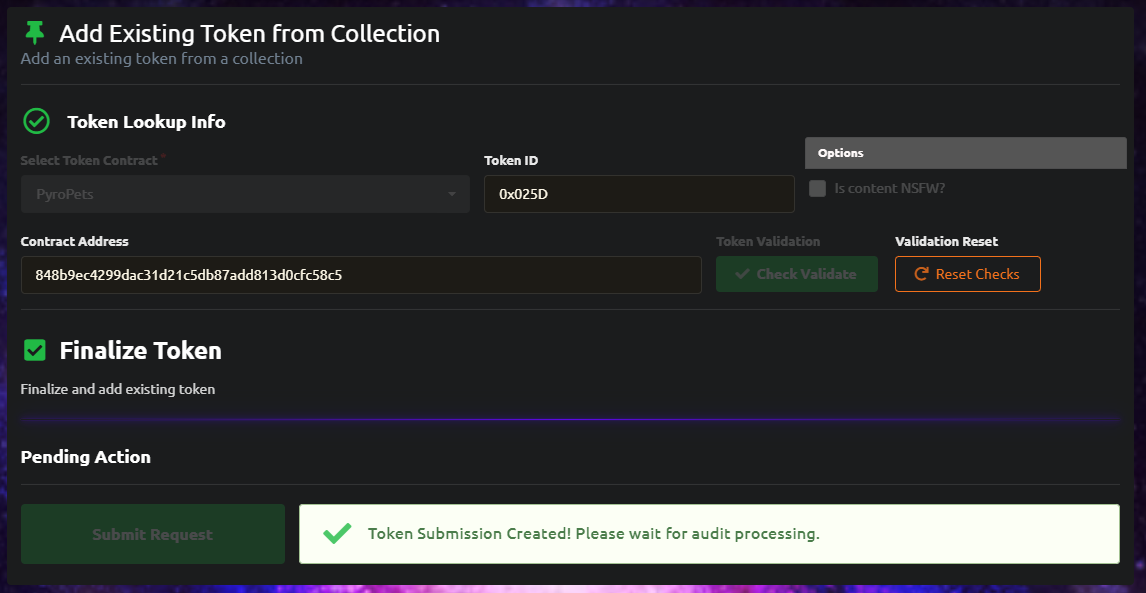 Add Existing Token from Collection
Add an existing token from a collection
Token Lookup Info
Select Token Contract *
PyroPets
Token ID
0x025D
Options
Is content NSFW?
Contract Address
848b9ec4299dac31d21c5db87add813d0cfc58c5
Token Validation
Check Validate
Validation Reset
Reset Checks
Finalize Token
Finalize and add existing token
Pending Action
Submit Request
Token Submission Created! Please wait for audit processing.